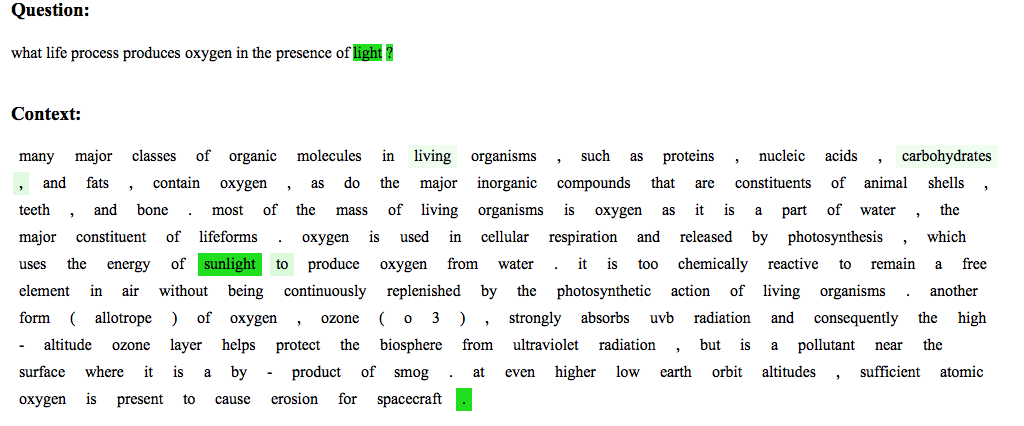 Question:
what life process produces oxygen in the presence of light ?
Context:
many major classes of organic molecules in living organisms , such as proteins , nucleic acids , carbohydrates
, and fats , contain oxygen , as do the major inorganic compounds that are constituents of animal shells ,
teeth , and bone . most of the mass of living organisms is oxygen as it is a part of water , the
major constituent of lifeforms . oxygen is used in cellular respiration and released by photosynthesis , which
uses the energy of sunlight to produce oxygen from water . it is too chemically reactive to remain a free
element in air without being continuously replenished by the photosynthetic action of living organisms . another
form ( allotrope ) of oxygen , ozone ( o 3 ) , strongly absorbs uvb radiation and consequently the high
- altitude ozone layer helps protect the biosphere from ultraviolet radiation , but is a pollutant near the
surface where it is a by - product of smog . at even higher low earth orbit altitudes , sufficient atomic
oxygen is present to cause erosion for spacecraft .